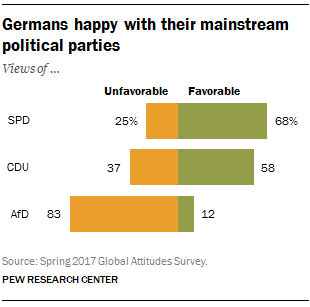 Germans happy with their mainstream
political parties
Views of ...
Unfavorable Favorable
SPD 25% 68%
CDU 37 58
AfD 83 12
Source: Spring 2017 Global Attitudes Survey.
PEW RESEARCH CENTER